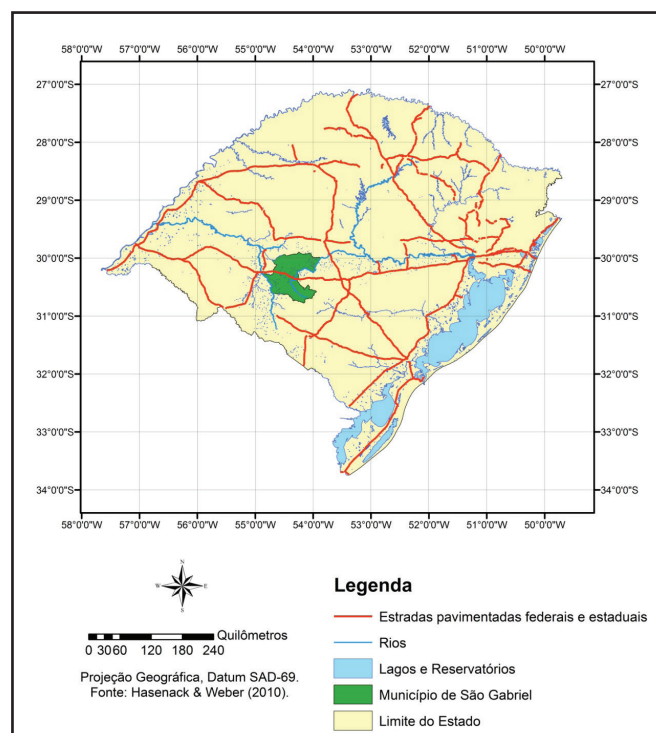 58°0'0"W 57°0'0"W 56°0'0"W 55°0'0"W 54°0'0"W 53°0'0"W 52°0'0"W 51°0'0"W 50°0'0"W
27°0'0"S 27°0'0"S
28°0'0"S 28°0'0"S
29°0'0"S 29°0'0"S
30°0'0"S 30°0'0"S
31°0'0"S 31°0'0"S
32°0'0"S 32°0'0"S
33°0'0"S 33°0'0"S
34°0'0"S 34°0'0"S
58°0'0"W 57°0'0"W 56°0'0"W 55°0'0"W 54°0'0"W 53°0'0"W 52°0'0"W 51°0'0"W 50°0'0"W
N
W E
S
Quilômetros
0 30 60 120 180 240
Projeção Geográfica, Datum SAD-69.
Fonte: Hasenack & Weber (2010).
Legenda
Estradas pavimentadas federais e estaduais
Rios
Lagos e Reservatórios
Município de São Gabriel
Limite do Estado